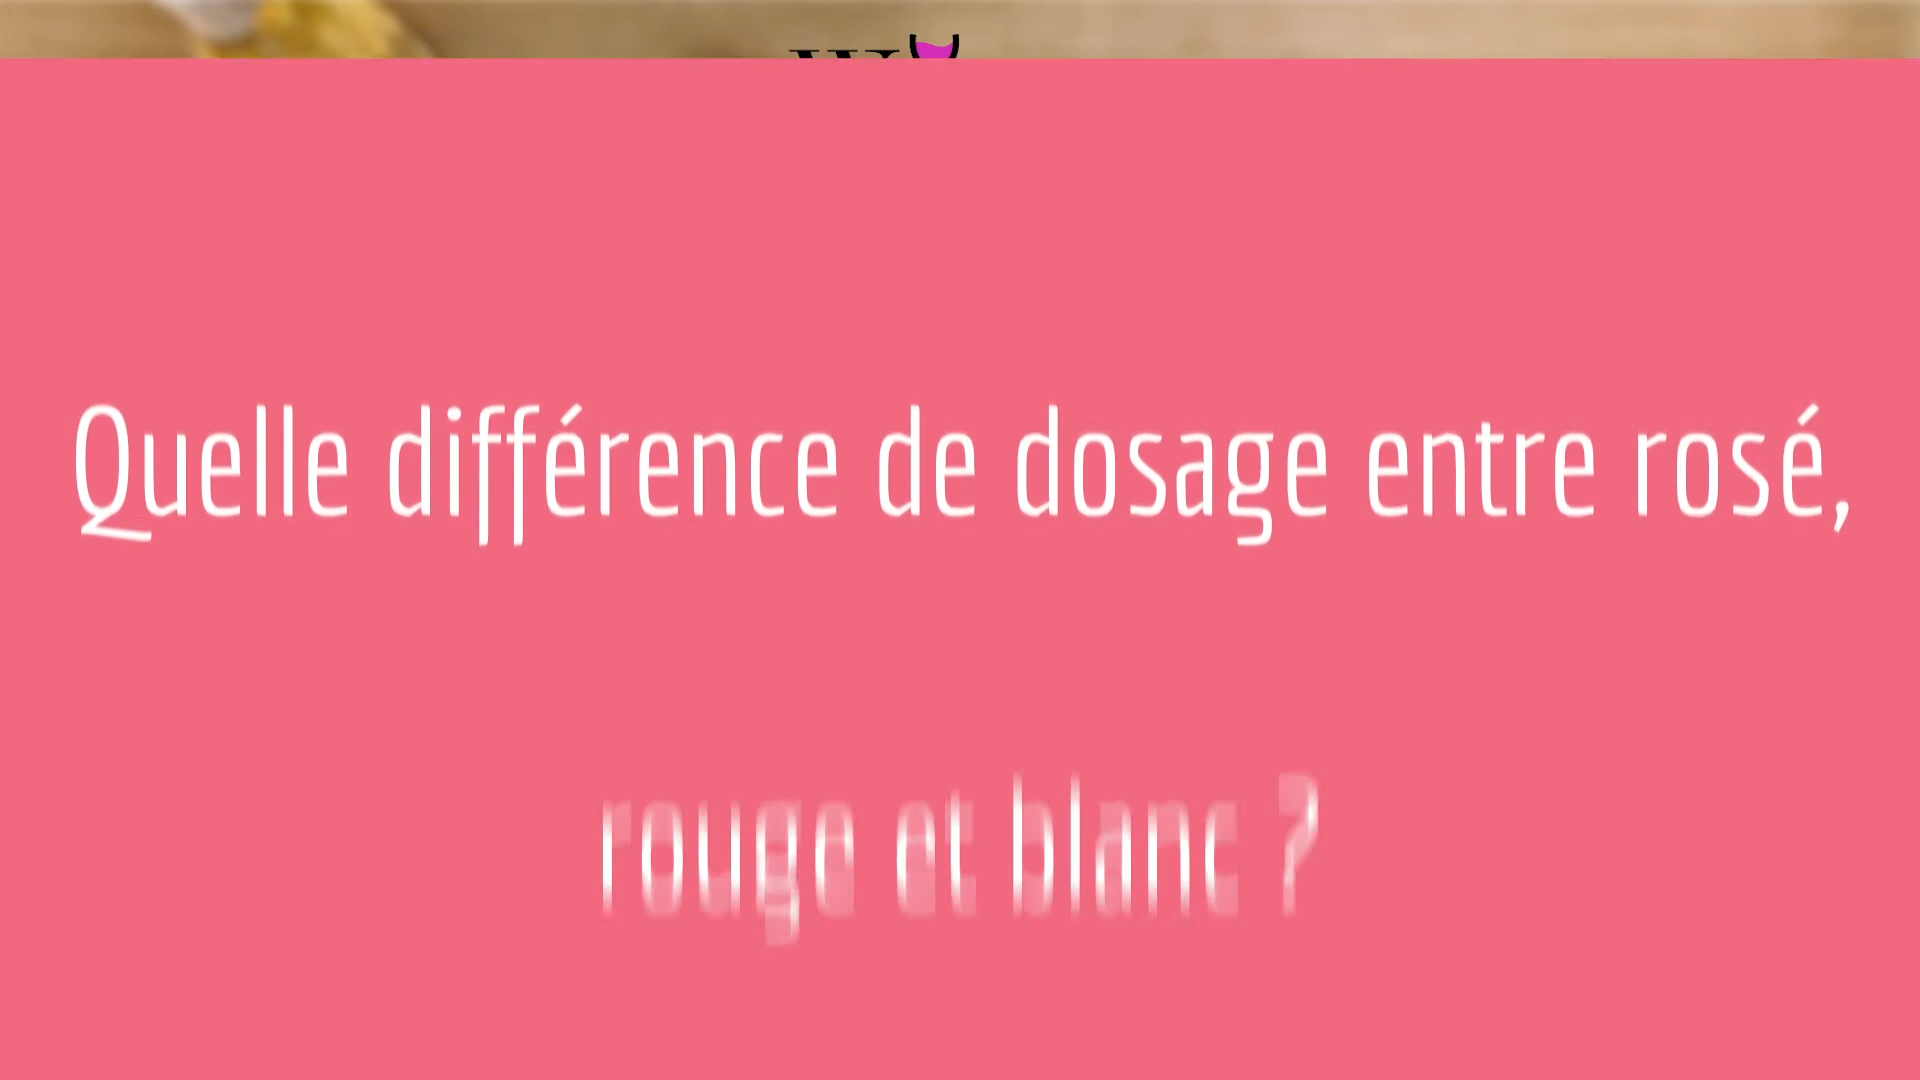 Quelle différence de dosage entre rosé,
rouge et blanc ?